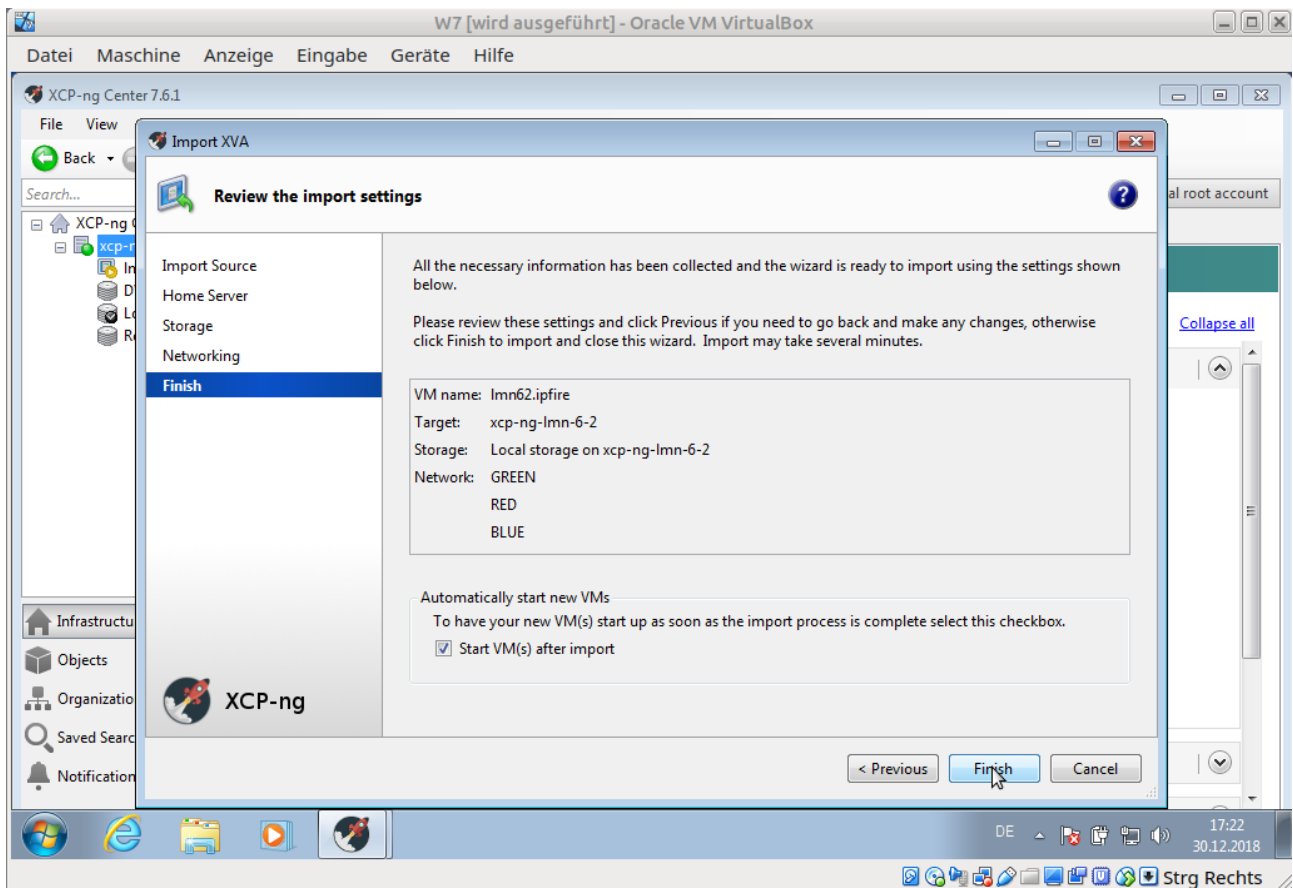 W7 [wird ausgeführt] - Oracle VM VirtualBox
Datei Maschine Anzeige Eingabe Geräte Hilfe
XCP-ng Center 7.6.1
File View
Import XVA
Back
Review the import settings
?
Search...
al root account
XCP-ng
xcp-n
In
D
Lo
Re
Import Source
Home Server
Storage
Networking
Finish
All the necessary information has been collected and the wizard is ready to import using the settings shown
below.
Please review these settings and click Previous if you need to go back and make any changes, otherwise
click Finish to import and close this wizard. Import may take several minutes.
Collapse all
VM name: lmn62.ipfire
Target: xcp-ng-lmn-6-2
Storage: Local storage on xcp-ng-lmn-6-2
Network: GREEN
RED
BLUE
Automatically start new VMs
To have your new VM(s) start up as soon as the import process is complete select this checkbox.
Start VM(s) after import
Infrastructu
Objects
Organizatio
Saved Searc
Notification
XCP-ng
< Previous Finish Cancel
DE
17:22
30.12.2018
Strg Rechts